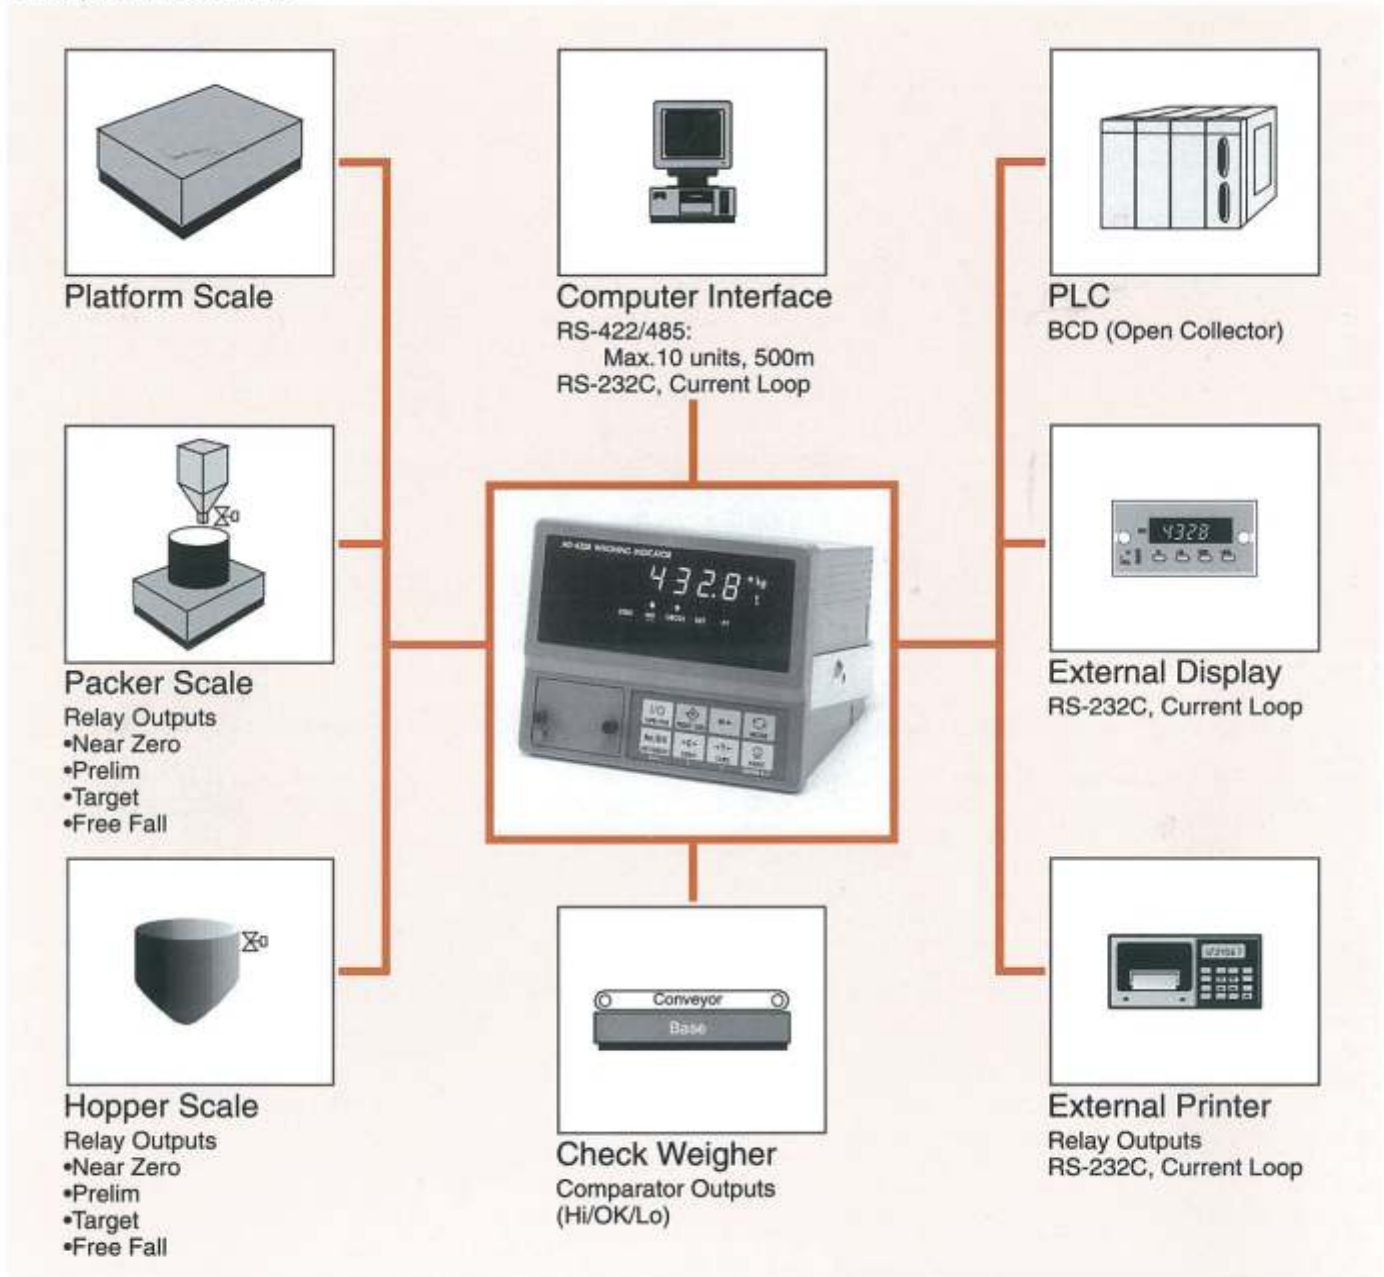 Platform Scale
Computer Interface
RS-422/485:
Max.10 units, 500m
RS-232C, Current Loop
PLC
BCD (Open Collector)
Packer Scale
Relay Outputs
•Near Zero
•Prelim
•Target
•Free Fall
WEIGHING INDICATOR
432.8 kg
t
4328
External Display
RS-232C, Current Loop
Hopper Scale
Relay Outputs
•Near Zero
•Prelim
•Target
•Free Fall
Conveyor
Base
Check Weigher
Comparator Outputs
(Hi/OK/Lo)
External Printer
Relay Outputs
RS-232C, Current Loop